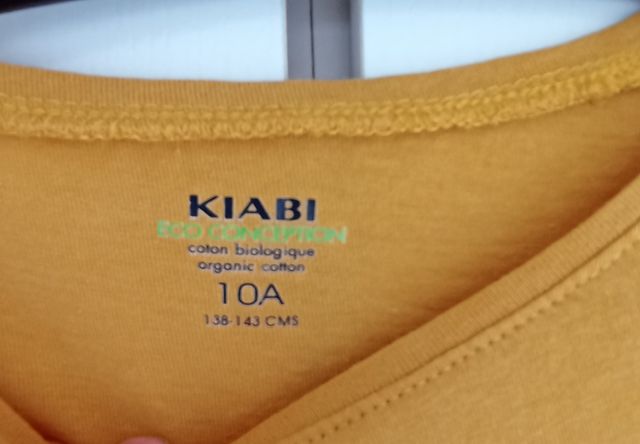 KIABI
ECO CONCEPTION
coton biologique
organic cotton
10A
138-143 CMS